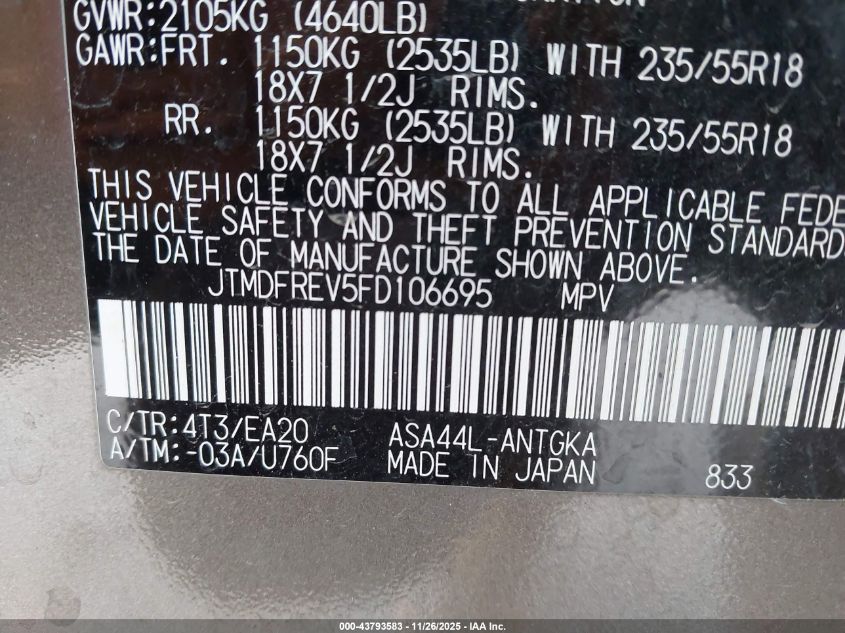 GVWR:2105KG (4640LB)
GAWR:FRT. 1150KG (2535LB) WITH 235/55R18
18X7 1/2J RIMS.
RR. 1150KG (2535LB) WITH 235/55R18
18X7 1/2J RIMS.
THIS VEHICLE CONFORMS TO ALL APPLICABLE FEDE
VEHICLE SAFETY AND THEFT PREVENTION STANDARD
THE DATE OF MANUFACTURE SHOWN ABOVE.
JTMDFREV5FD106695 MPV
C/TR:4T3/EA20 ASA44L-ANTGKA
A/TM:-03A/U760F MADE IN JAPAN 833
000-43793583 | 11/26/2025 - IAA Inc.